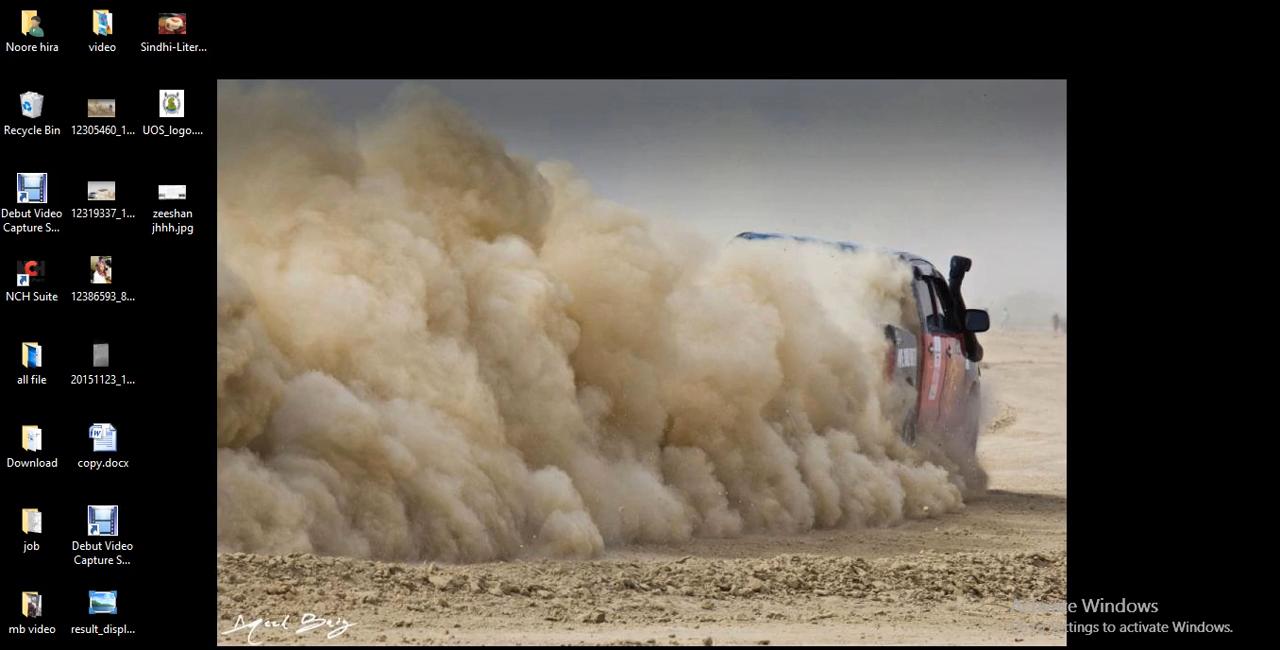 Noore hira
video
Sindhi-Liter...
Recycle Bin
12305460_1...
UOS_logo....
Debut Video
Capture S...
12319337_1...
zeeshan
jhhh.jpg
NCH Suite
12386593_8...
all file
20151123_1...
Download
copy.docx
job
Debut Video
Capture S...
mb video
result_displ...
Windows
to activate Windows.